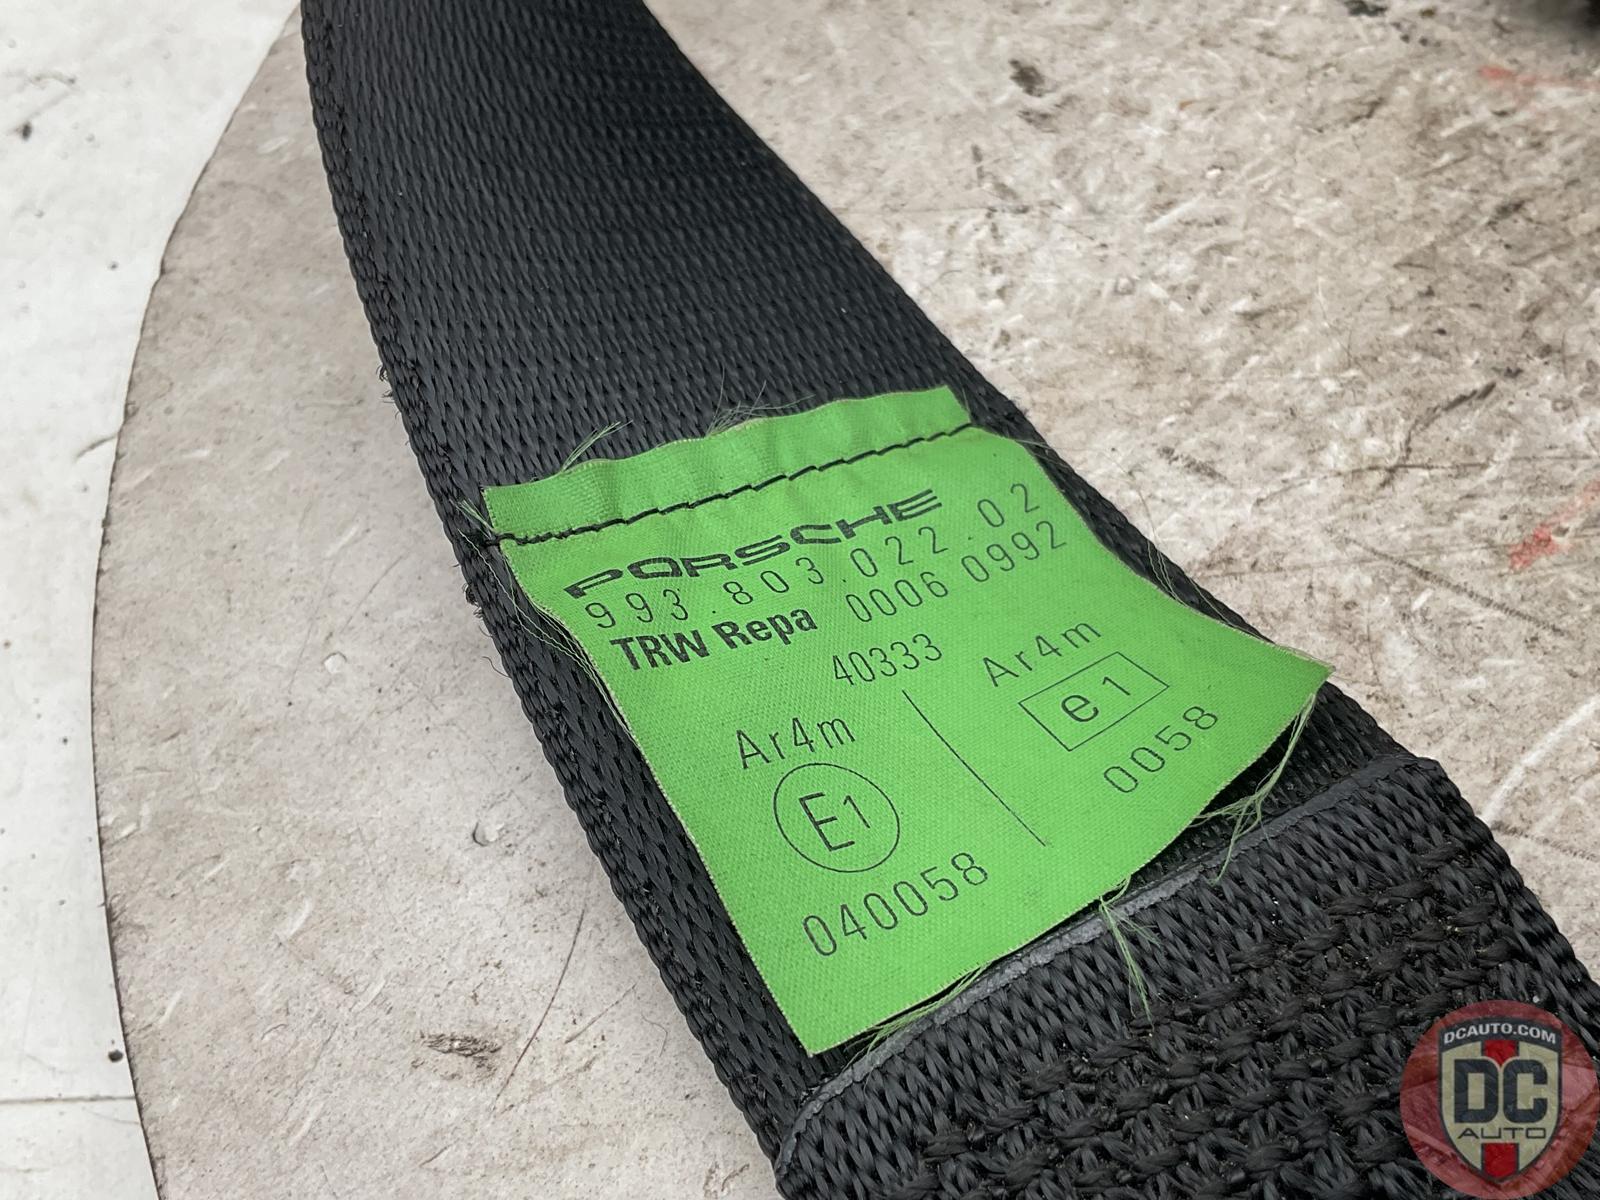 PORSCHE
993.803.022.02
TRW Repa 0006 0992
40333
Ar4m
E1
040058
Ar4m
e1
0058
DCAUTO.COM
DC
AUTO